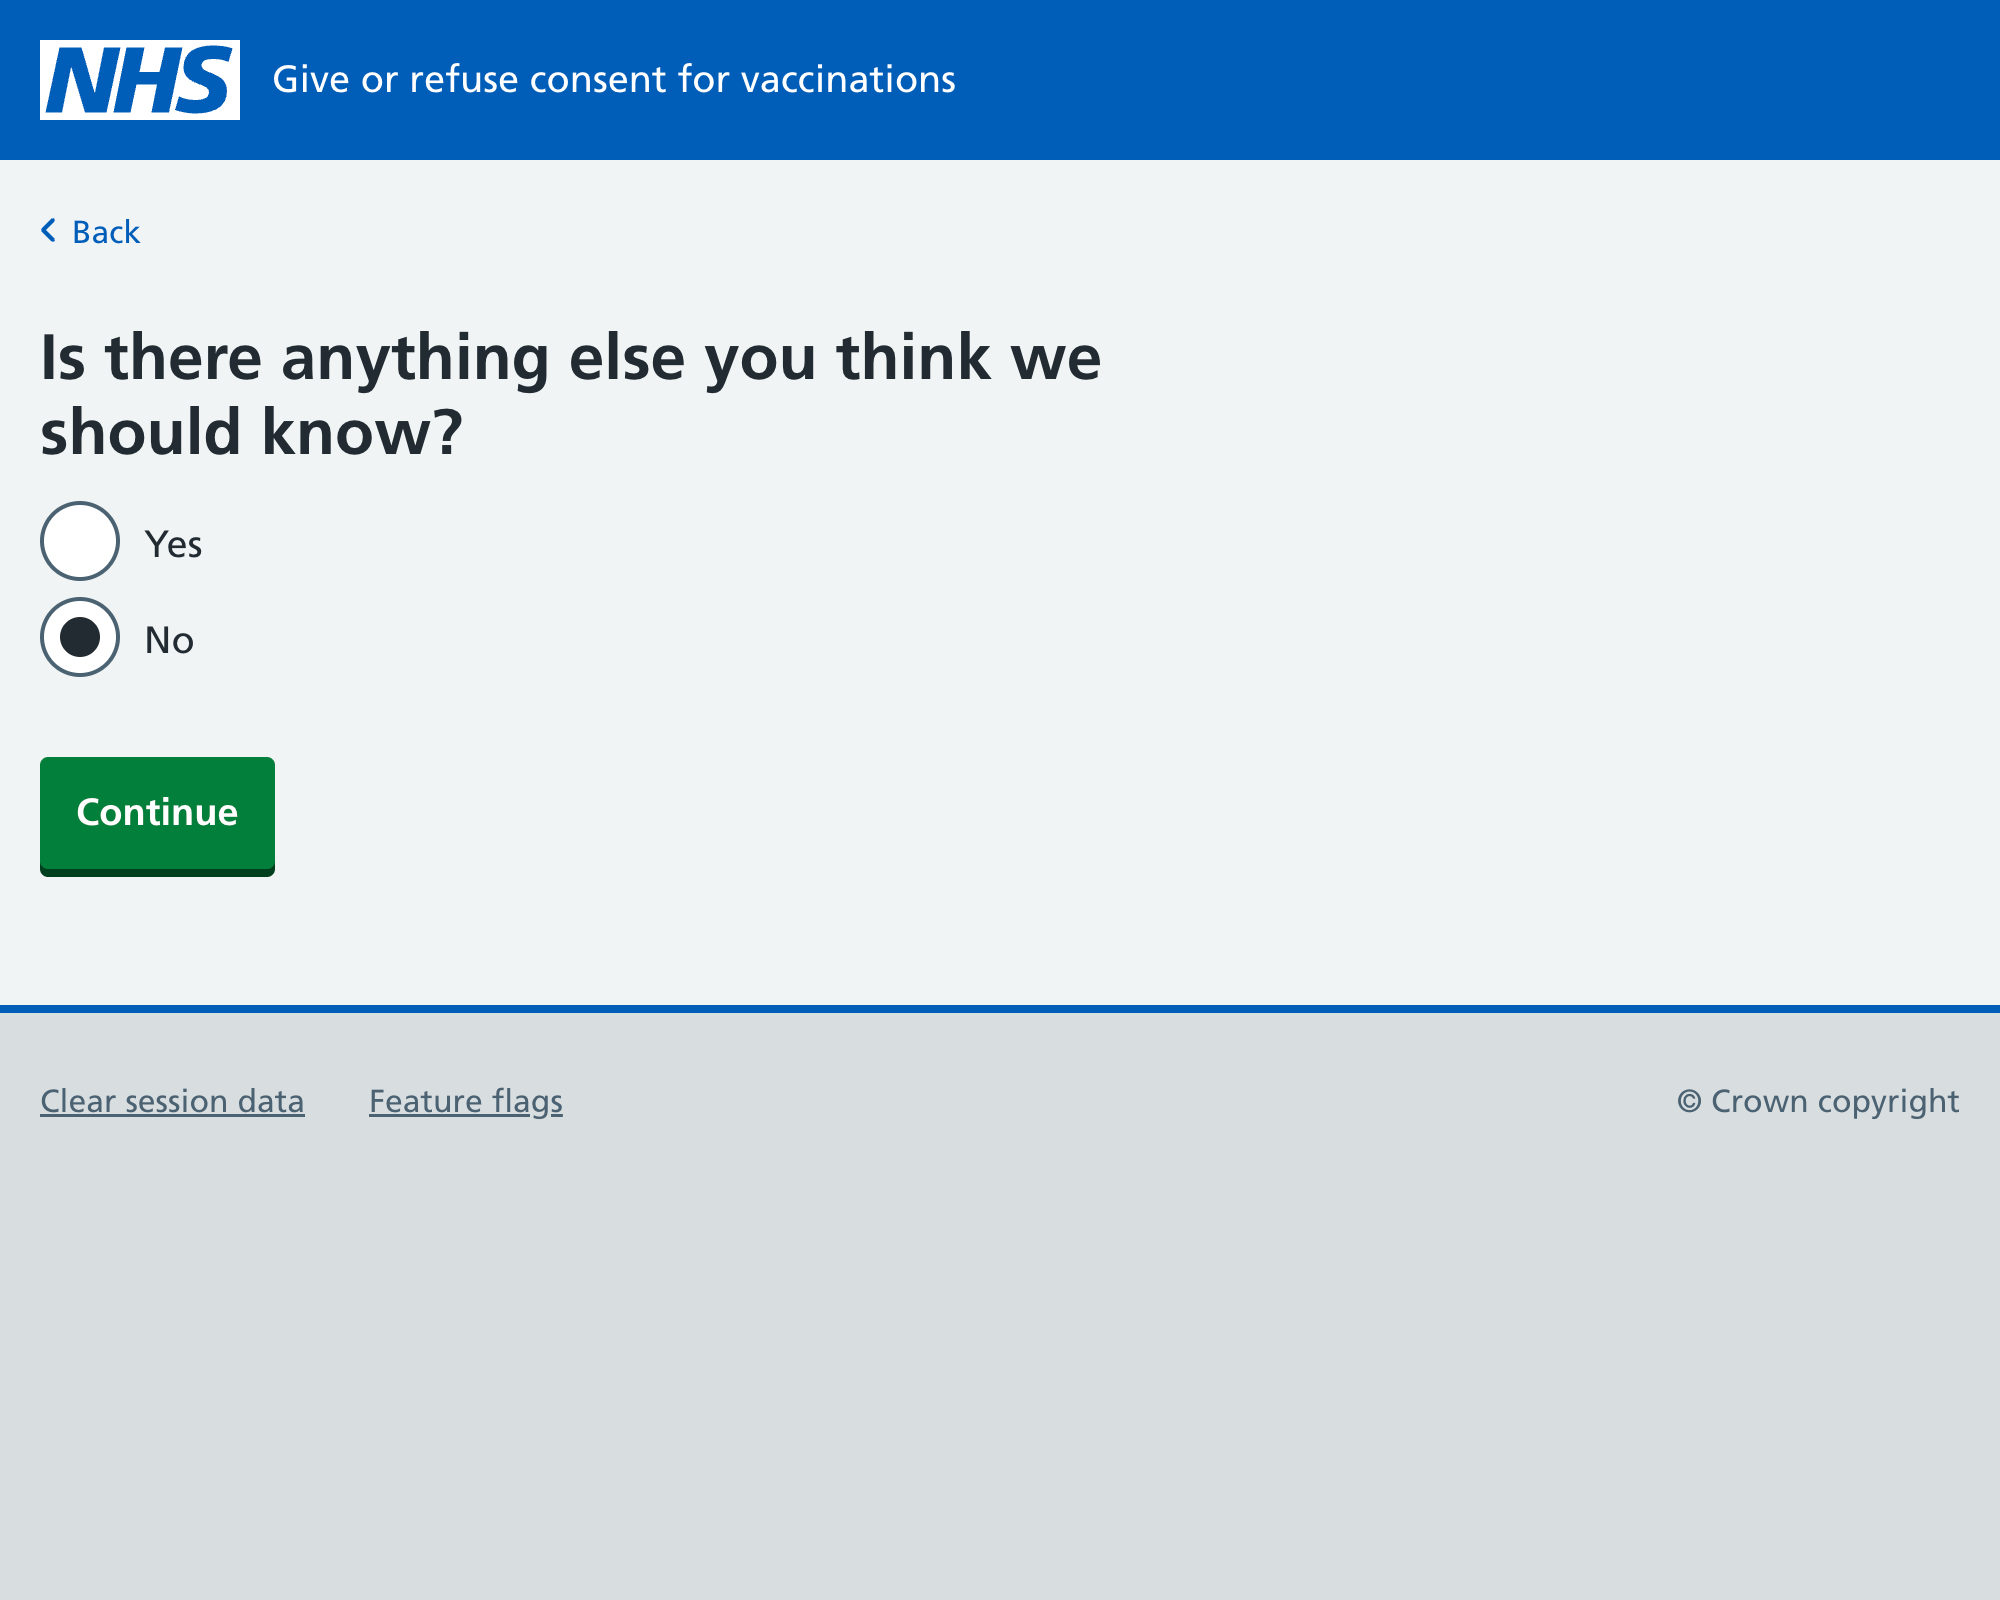 NHS
Give or refuse consent for vaccinations
Back
Is there anything else you think we
should know?
Yes
No
Continue
Clear session data
Feature flags
© Crown copyright